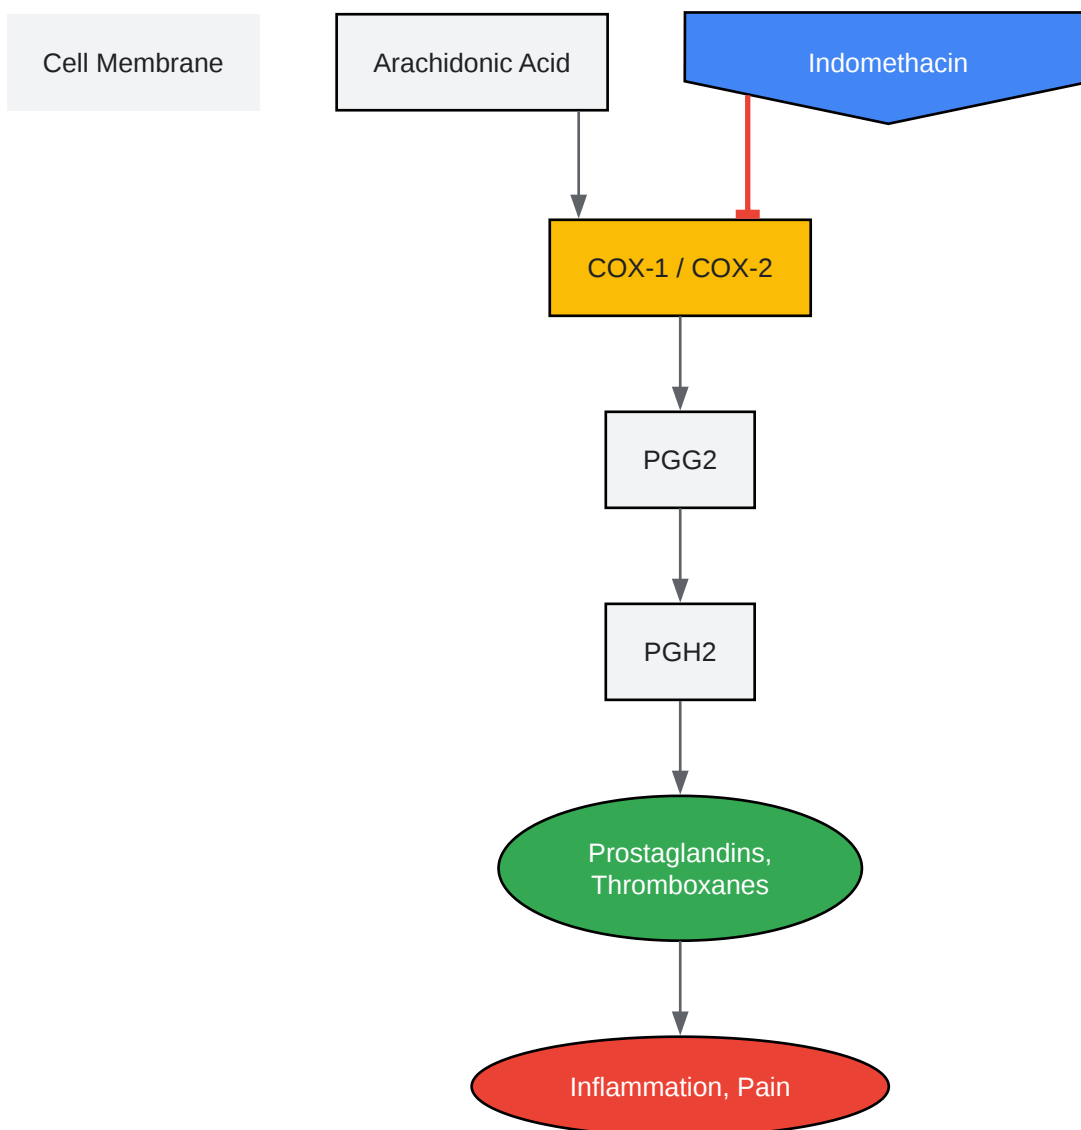 Cell Membrane
Arachidonic Acid
Indomethacin
COX-1 / COX-2
PGG2
PGH2
Prostaglandins,
Thromboxanes
Inflammation, Pain